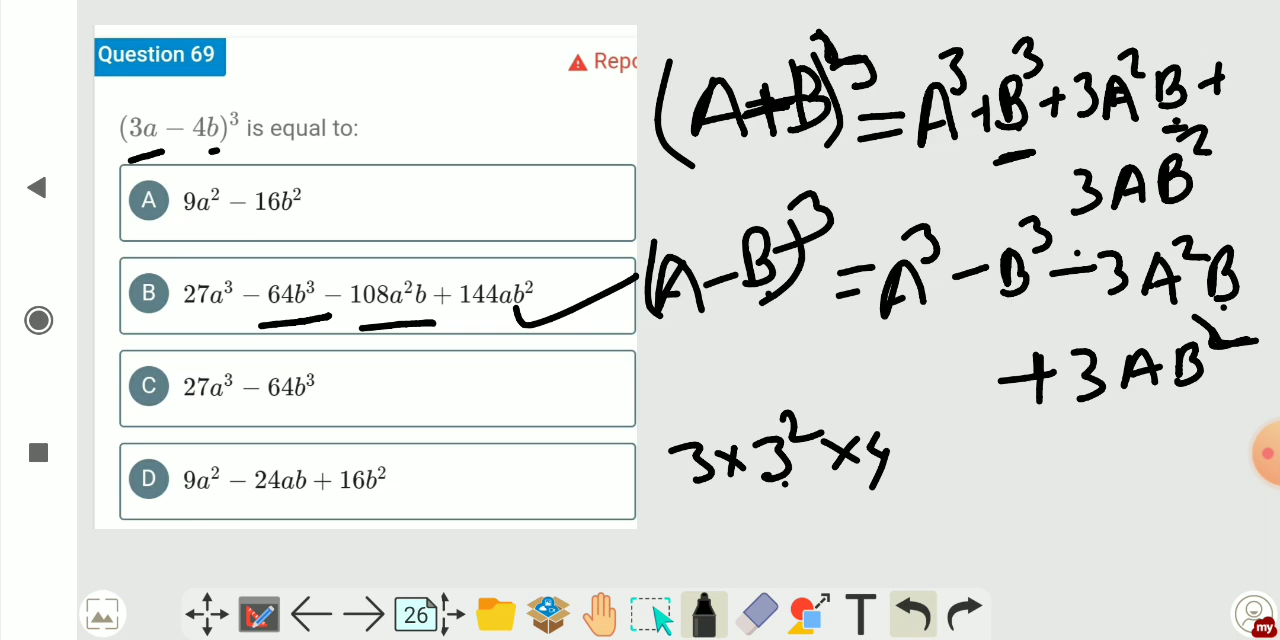 Question 69
Repo
(3a − 4b)³ is equal to:
A 9a² − 16b²
B 27a³ − 64b³ − 108a²b + 144ab²
C 27a³ − 64b³
D 9a² − 24ab + 16b²
(A+B)³ = A³ + B³ + 3A²B +
3AB²
(A−B)³ = A³ − B³ − 3A²B
+ 3AB²
3×3²×4
26
T
my